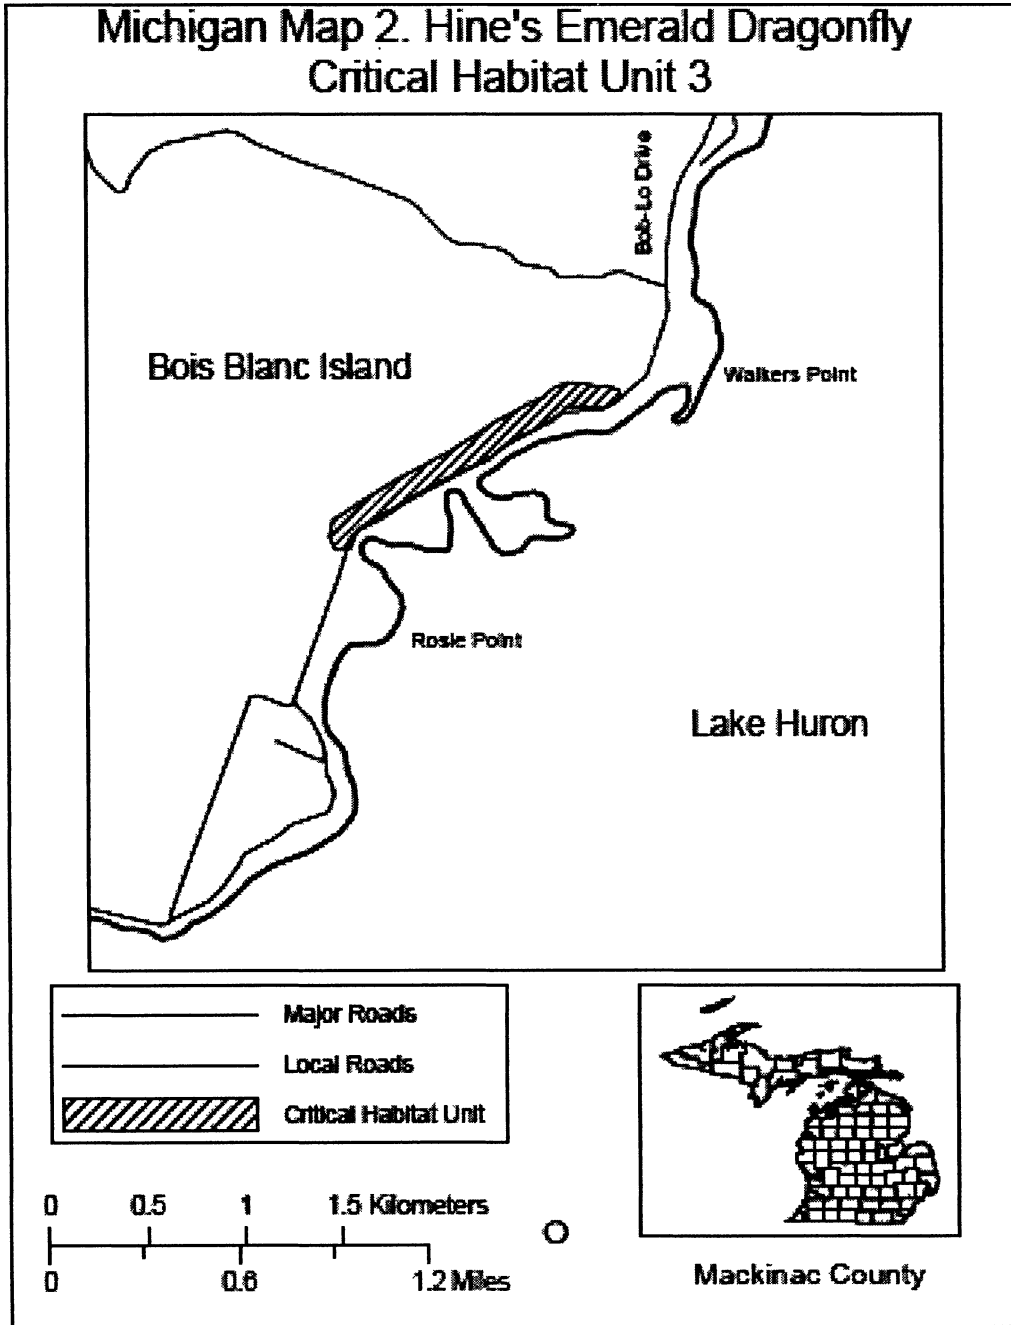 Michigan Map 2. Hine's Emerald Dragonfly
Critical Habitat Unit 3
Bob-Lo Drive
Bois Blanc Island
Walkers Point
Rosie Point
Lake Huron
Major Roads
Local Roads
Critical Habitat Unit
0 0.5 1 1.5 Kilometers
0 0.6 1.2 Miles
Mackinac County